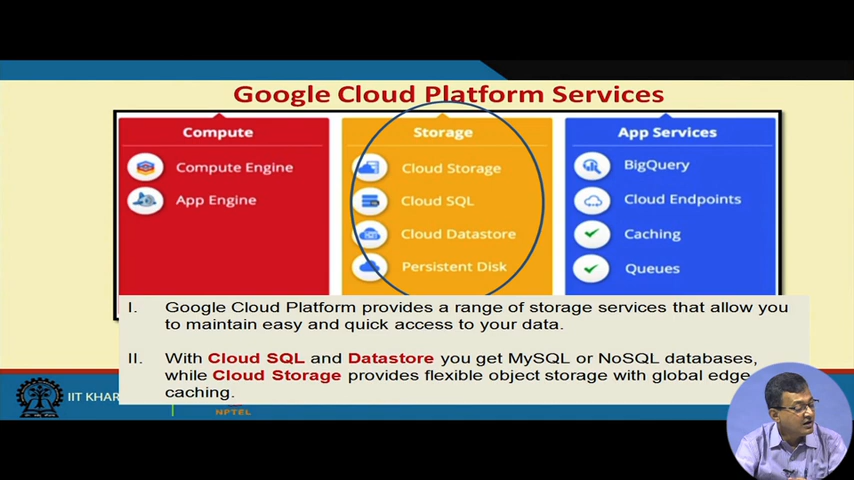 Google Cloud Platform Services
Compute
Compute Engine
App Engine
Storage
Cloud Storage
Cloud SQL
Cloud Datastore
Persistent Disk
App Services
BigQuery
Cloud Endpoints
Caching
Queues
I. Google Cloud Platform provides a range of storage services that allow you
to maintain easy and quick access to your data.
II. With Cloud SQL and Datastore you get MySQL or NoSQL databases,
while Cloud Storage provides flexible object storage with global edge
caching.
IIT KHAR
NPTEL